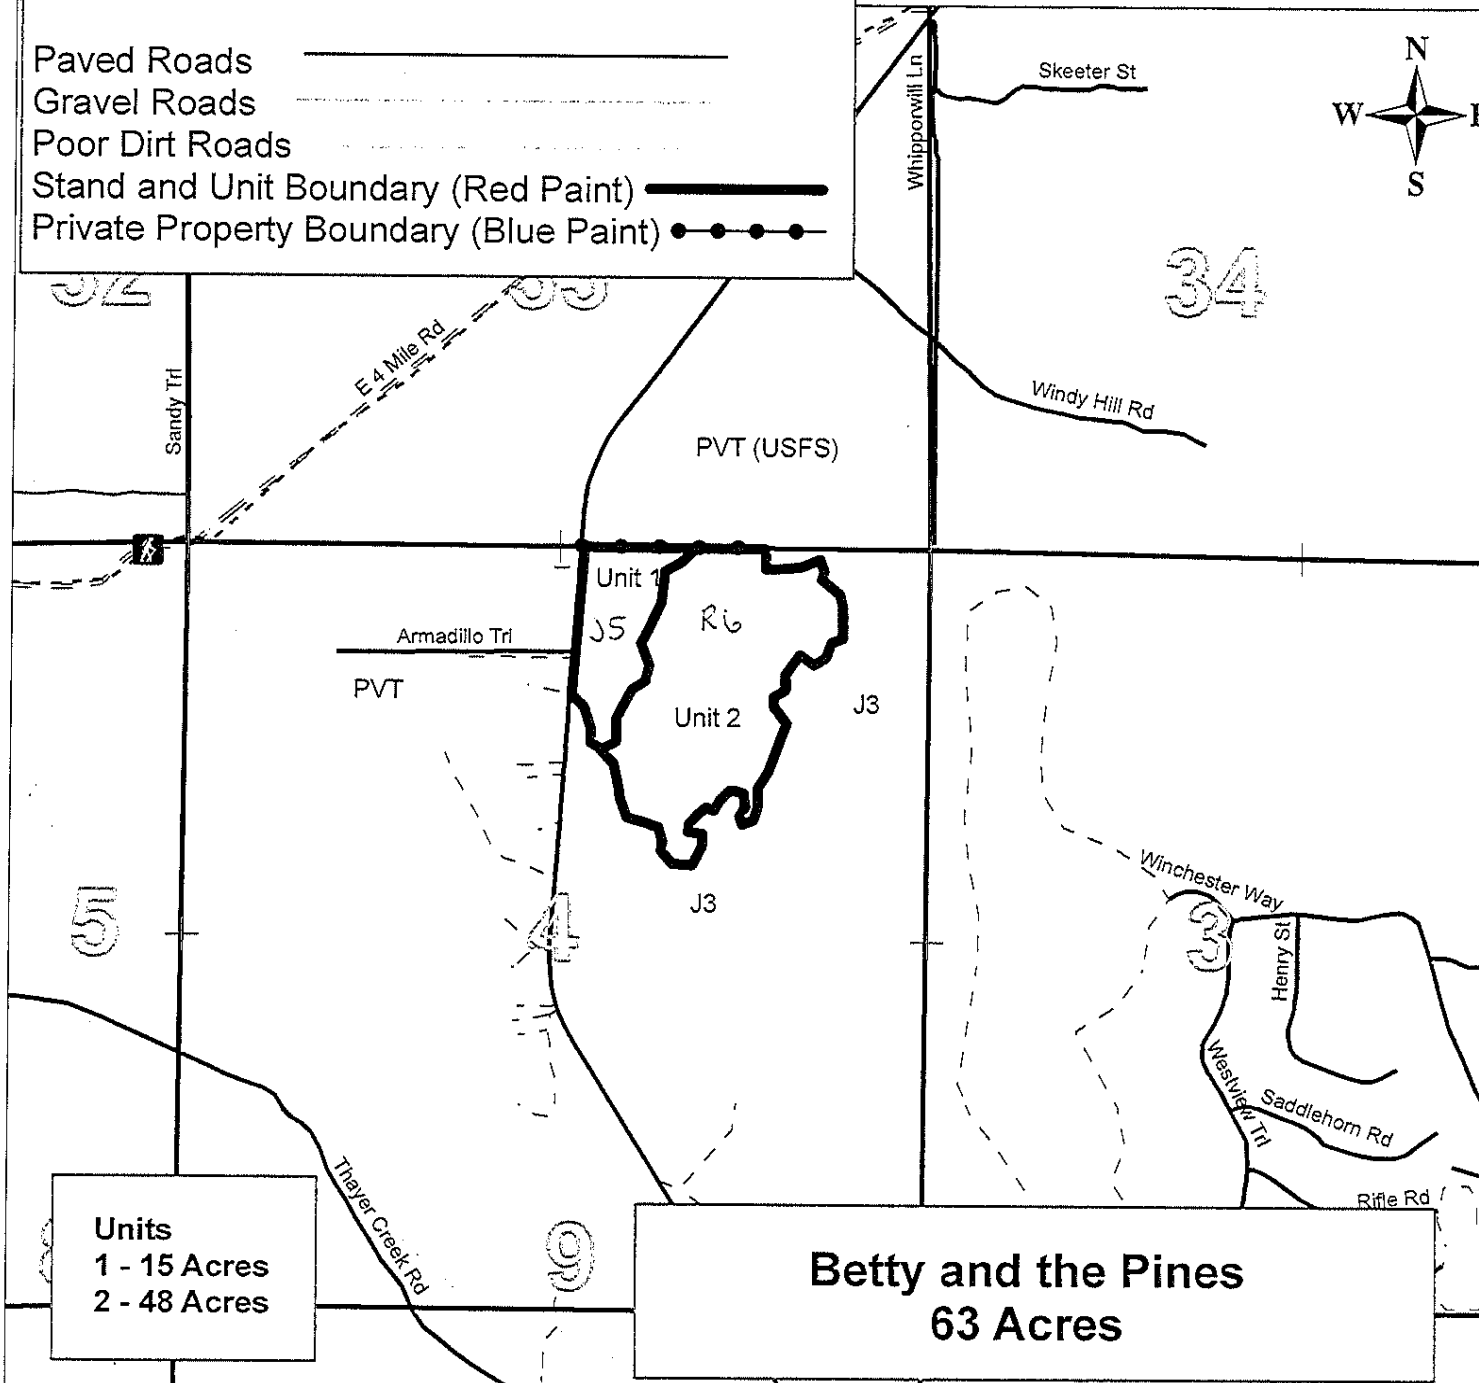 Paved Roads
Gravel Roads
Poor Dirt Roads
Stand and Unit Boundary (Red Paint)
Private Property Boundary (Blue Paint)
N
W
S
Skeeter St
Whipporwill Ln
34
E 4 Mile Rd
Sandy Trl
Windy Hill Rd
PVT (USFS)
Unit 1
J5
R6
Armadillo Trl
PVT
Unit 2
J3
J3
5
4
3
Winchester Way
Henry St
Westview Trl
Saddlehorn Rd
Rifle Rd
Thayer Creek Rd
9
Units
1 - 15 Acres
2 - 48 Acres
Betty and the Pines
63 Acres